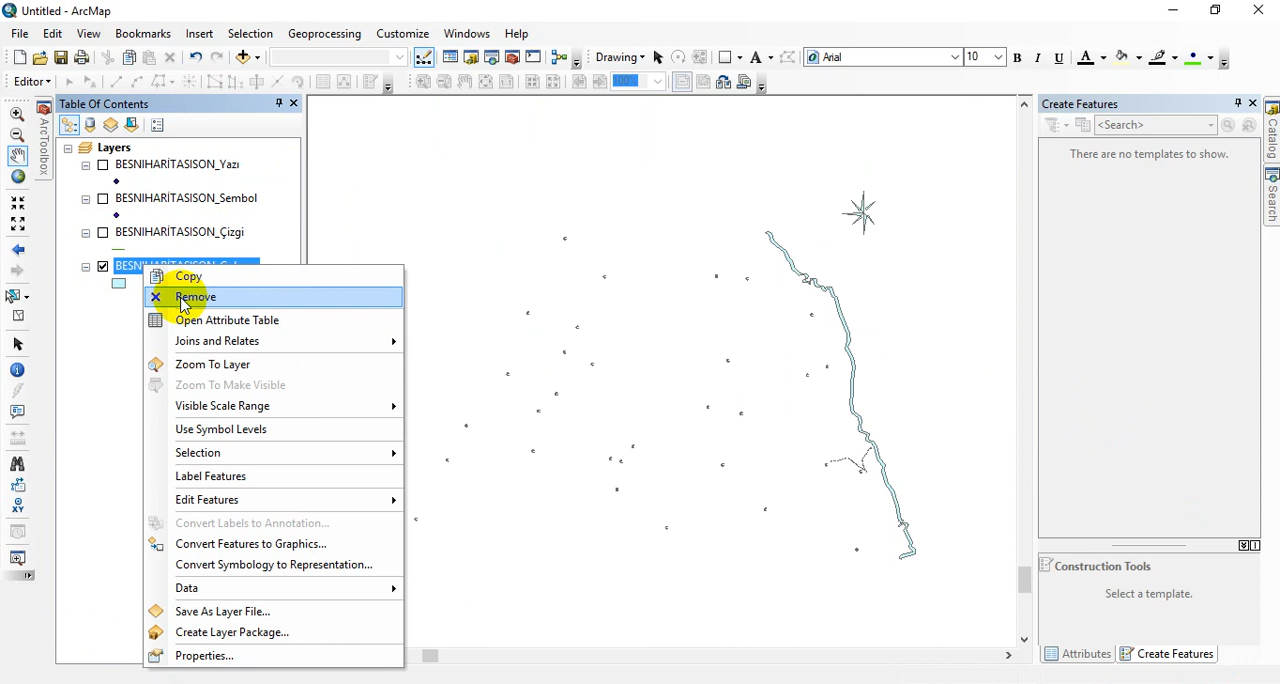 Untitled - ArcMap
File Edit View Bookmarks Insert Selection Geoprocessing Customize Windows Help
Drawing Arial 10 B I U A
Editor 100%
Table Of Contents
ArcToolbox
Layers
BESNIHARİTASISON_Yazı
BESNIHARİTASISON_Sembol
BESNIHARİTASISON_Çizgi
Copy
Remove
Open Attribute Table
Joins and Relates
Zoom To Layer
Zoom To Make Visible
Visible Scale Range
Use Symbol Levels
Selection
Label Features
Edit Features
Convert Labels to Annotation...
Convert Features to Graphics...
Convert Symbology to Representation...
Data
Save As Layer File...
Create Layer Package...
Properties...
Create Features
<Search>
There are no templates to show.
Construction Tools
Select a template.
Attributes Create Features
Catalog
Search